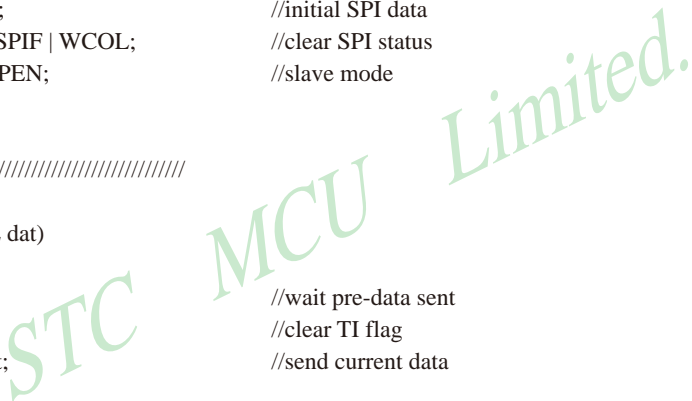 ; //initial SPI data
SPIF | WCOL; //clear SPI status
PEN; //slave mode
////////////////////////////
dat)
//wait pre-data sent
//clear TI flag
; //send current data
STC MCU Limited.